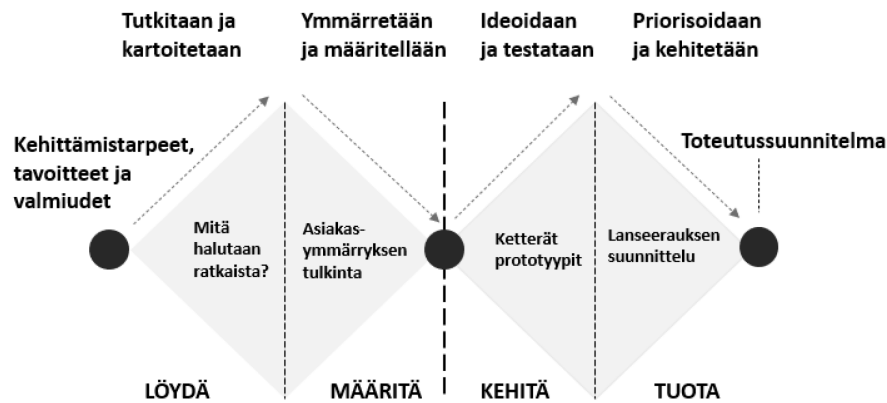 Tutkitaan ja
kartoitetaan
Ymmärretään
ja määritellään
Ideoidaan
ja testataan
Priorisoidaan
ja kehitetään
Kehittämistarpeet,
tavoitteet ja
valmiudet
Toteutussuunnitelma
Mitä
halutaan
ratkaista?
Asiakas-
ymmärryksen
tulkinta
Ketterät
prototyypit
Lanseerauksen
suunnittelu
LÖYDÄ
MÄÄRITÄ
KEHITÄ
TUOTA